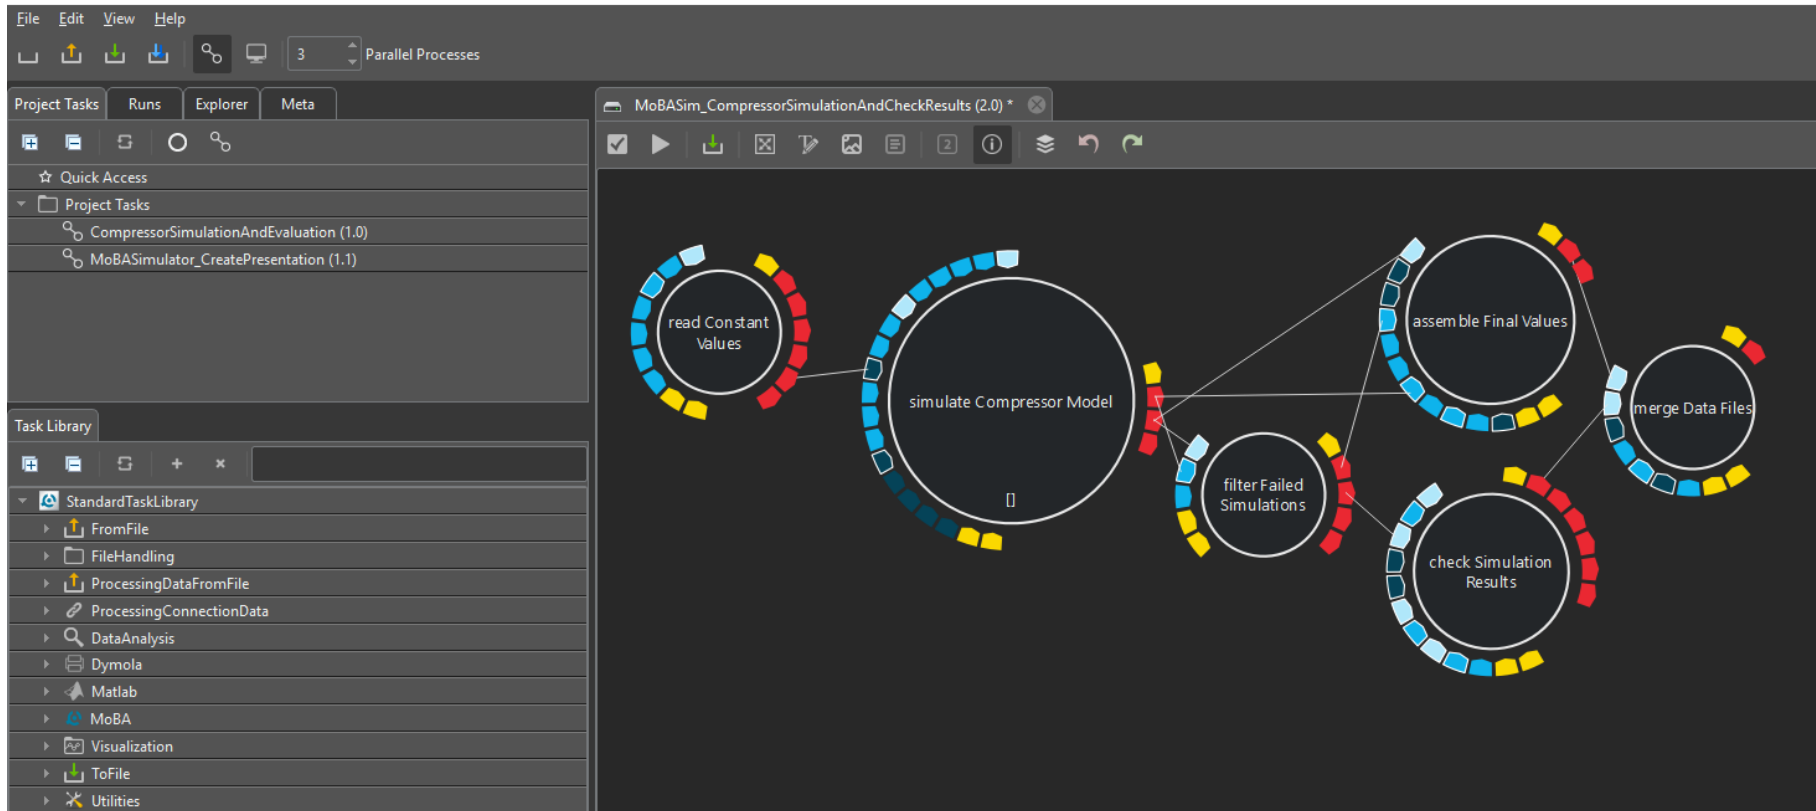 File Edit View Help
3 Parallel Processes
Project Tasks Runs Explorer Meta
MoBASim_CompressorSimulationAndCheckResults (2.0) *
2
Quick Access
Project Tasks
CompressorSimulationAndEvaluation (1.0)
MoBASimulator_CreatePresentation (1.1)
Task Library
StandardTaskLibrary
FromFile
FileHandling
ProcessingDataFromFile
ProcessingConnectionData
DataAnalysis
Dymola
Matlab
MoBA
Visualization
ToFile
Utilities
read Constant
Values
simulate Compressor Model
[]
filter Failed
Simulations
assemble Final Values
check Simulation
Results
merge Data Files